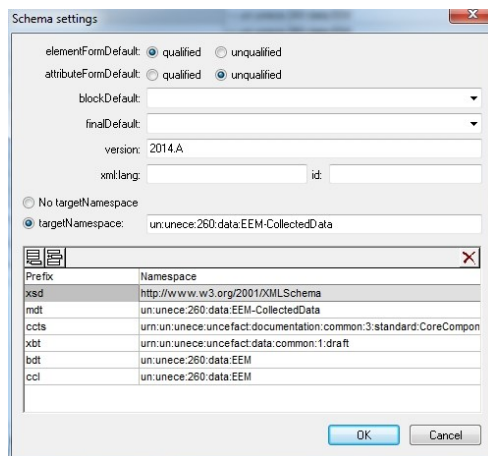 Schema settings
elementFormDefault: qualified unqualified
attributeFormDefault: qualified unqualified
blockDefault:
finalDefault:
version: 2014.A
xml:lang: id:
No targetNamespace
targetNamespace: un:unece:260:data:EEM-CollectedData
Prefix Namespace
xsd http://www.w3.org/2001/XMLSchema
mdt un:unece:260:data:EEM-CollectedData
ccts urn:un:unece:uncefact:documentation:common:3:standard:CoreCompon
xbt urn:un:unece:uncefact:data:common:1:draft
bdt un:unece:260:data:EEM
ccl un:unece:260:data:EEM
OK Cancel